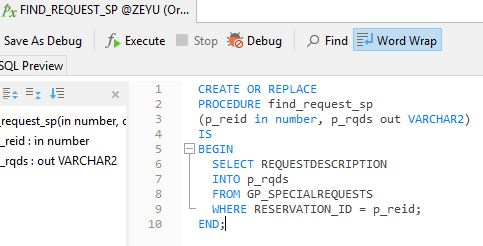 FIND_REQUEST_SP @ZEYU (Or...
Save As Debug Execute Stop Debug Find Word Wrap
SQL Preview
request_sp(in number, 
_reid : in number
_rqds : out VARCHAR2
1 CREATE OR REPLACE
2 PROCEDURE find_request_sp
3 (p_reid in number, p_rqds out VARCHAR2)
4 IS
5 BEGIN
6 SELECT REQUESTDESCRIPTION
7 INTO p_rqds
8 FROM GP_SPECIALREQUESTS
9 WHERE RESERVATION_ID = p_reid;
10 END;